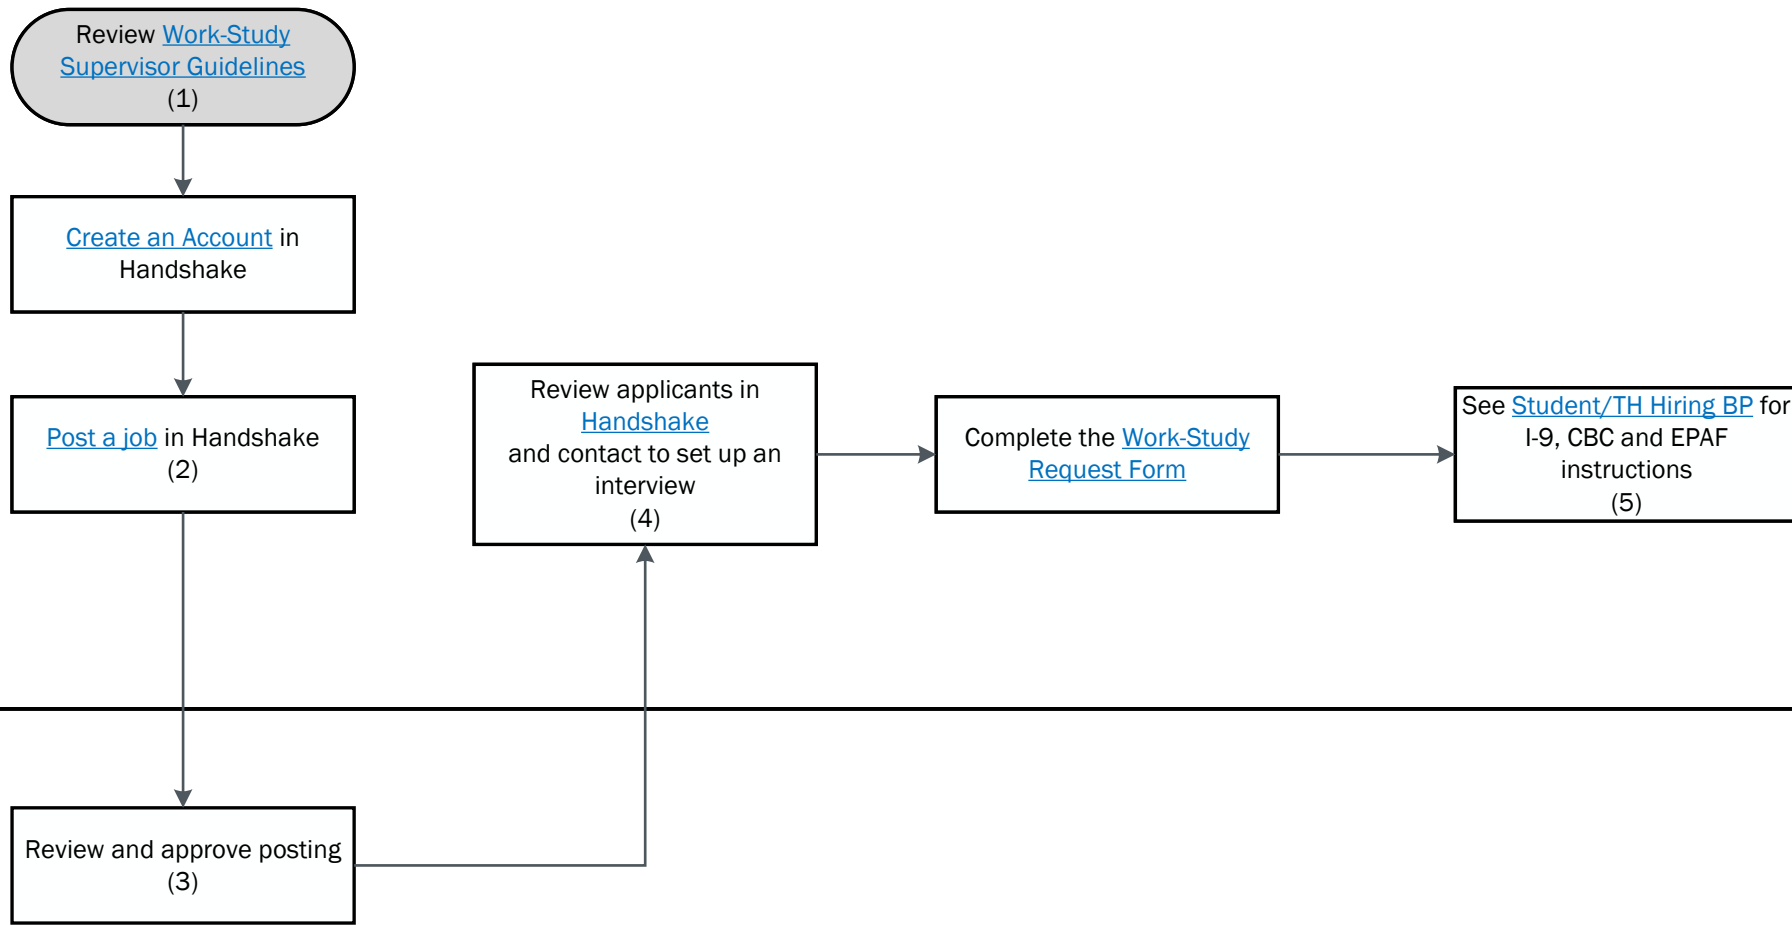 Review Work-Study
Supervisor Guidelines
(1)
Create an Account in
Handshake
Post a job in Handshake
(2)
Review and approve posting
(3)
Review applicants in
Handshake
and contact to set up an
interview
(4)
Complete the Work-Study
Request Form
See Student/TH Hiring BP for
I-9, CBC and EPAF
instructions
(5)